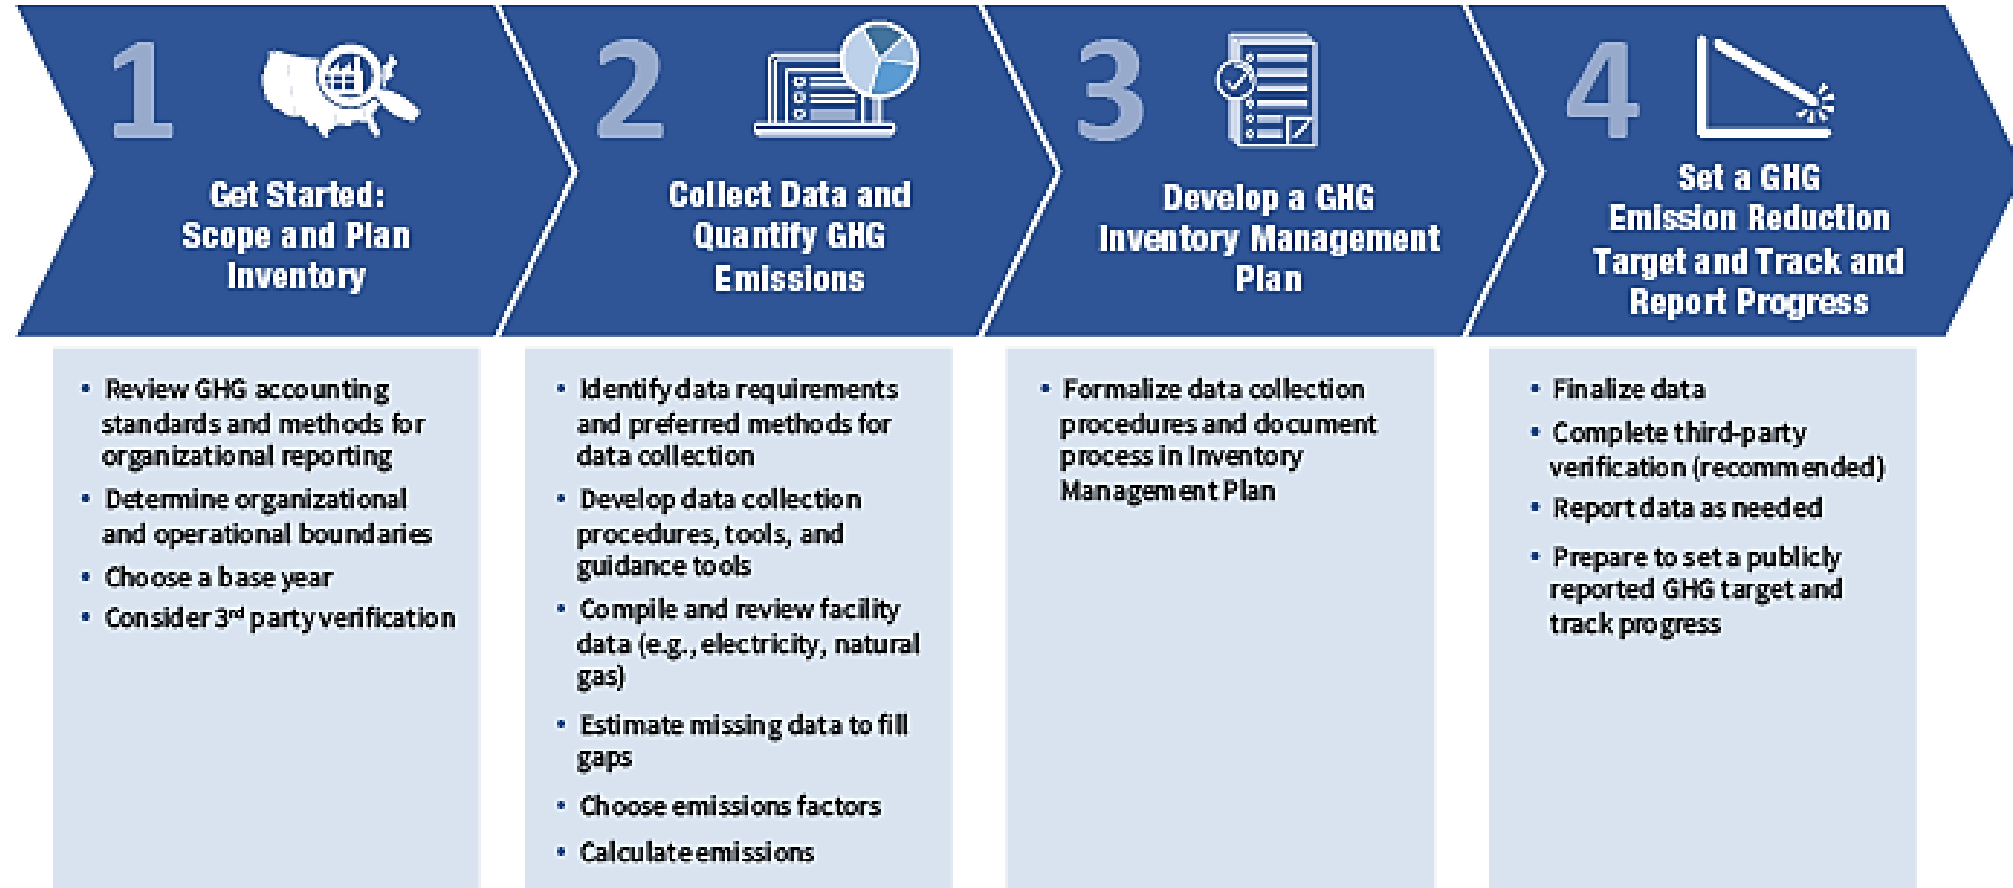 1
Get Started:
Scope and Plan
Inventory
• Review GHG accounting
standards and methods for
organizational reporting
• Determine organizational
and operational boundaries
• Choose a base year
• Consider 3rd party verification
2
Collect Data and
Quantify GHG
Emissions
• Identify data requirements
and preferred methods for
data collection
• Develop data collection
procedures, tools, and
guidance tools
• Compile and review facility
data (e.g., electricity, natural
gas)
• Estimate missing data to fill
gaps
• Choose emissions factors
• Calculate emissions
3
Develop a GHG
Inventory Management
Plan
• Formalize data collection
procedures and document
process in Inventory
Management Plan
4
Set a GHG
Emission Reduction
Target and Track and
Report Progress
• Finalize data
• Complete third-party
verification (recommended)
• Report data as needed
• Prepare to set a publicly
reported GHG target and
track progress